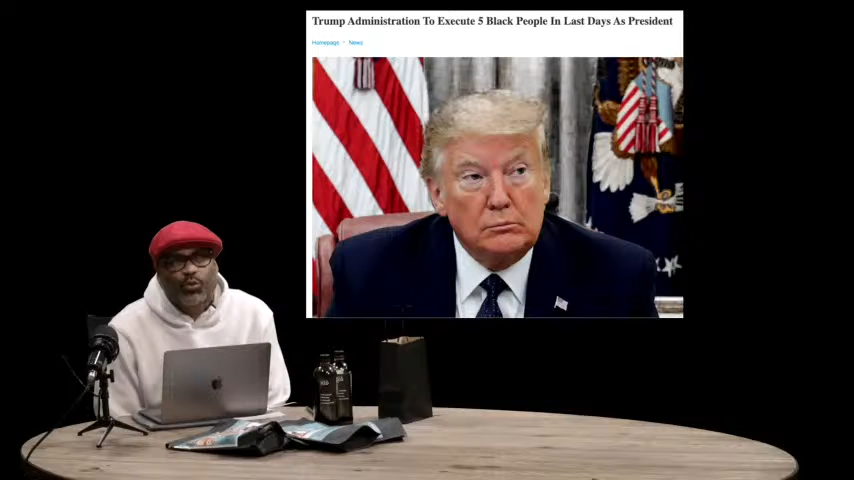 Trump Administration To Execute 5 Black People In Last Days As President
Homepage - News